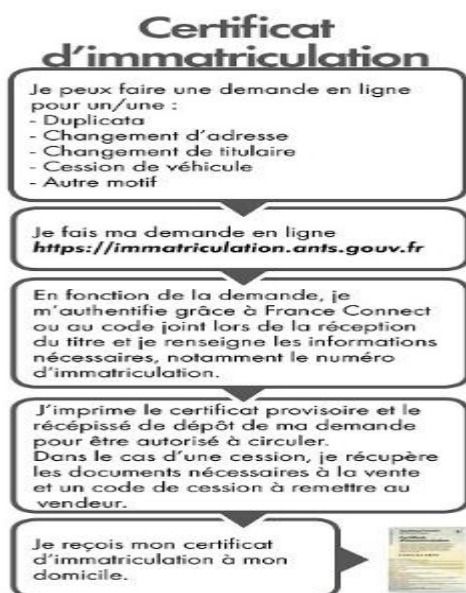 Certificat
d'immatriculation
Je peux faire une demande en ligne
pour un/une :
- Duplicata
- Changement d'adresse
- Changement de titulaire
- Cession de véhicule
- Autre motif
Je fais ma demande en ligne
https://immatriculation.ants.gouv.fr
En fonction de la demande, je
m'authentifie grâce à France Connect
ou au code joint lors de la réception
du titre et je renseigne les informations
nécessaires, notamment le numéro
d'immatriculation.
J'imprime le certificat provisoire et le
récépissé de dépôt de ma demande
pour être autorisé à circuler.
Dans le cas d'une cession, je récupère
les documents nécessaires à la vente
et un code de cession à remettre au
vendeur.
Je reçois mon certificat
d'immatriculation à mon
domicile.